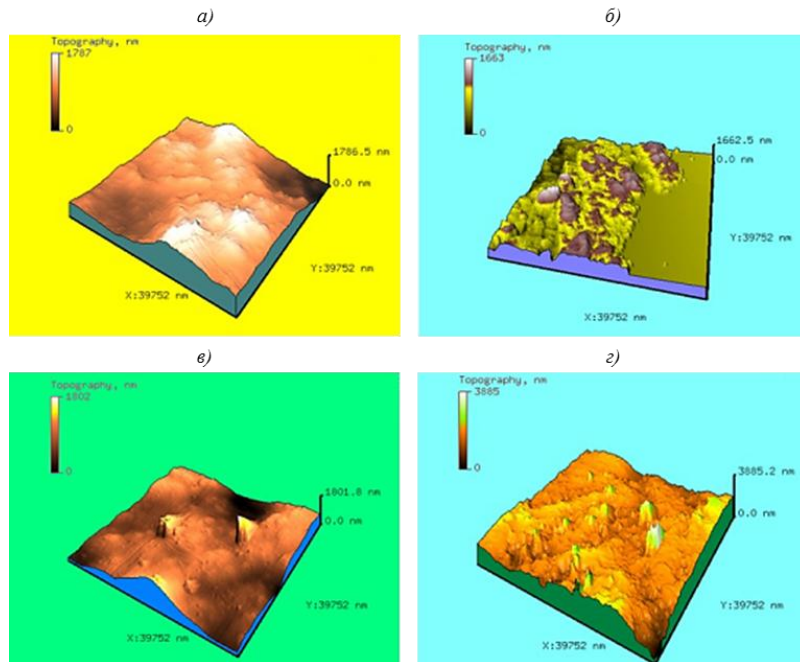 а)
б)
Topography, nm
1787
0
1786.5 nm
0.0 nm
Y:39752 nm
X:39752 nm
Topography, nm
1663
0
1662.5 nm
0.0 nm
Y:39752 nm
X:39752 nm
в)
г)
Topography, nm
1802
0
1801.8 nm
0.0 nm
Y:39752 nm
X:39752 nm
Topography, nm
3885
0
3885.2 nm
0.0 nm
Y:39752 nm
X:39752 nm